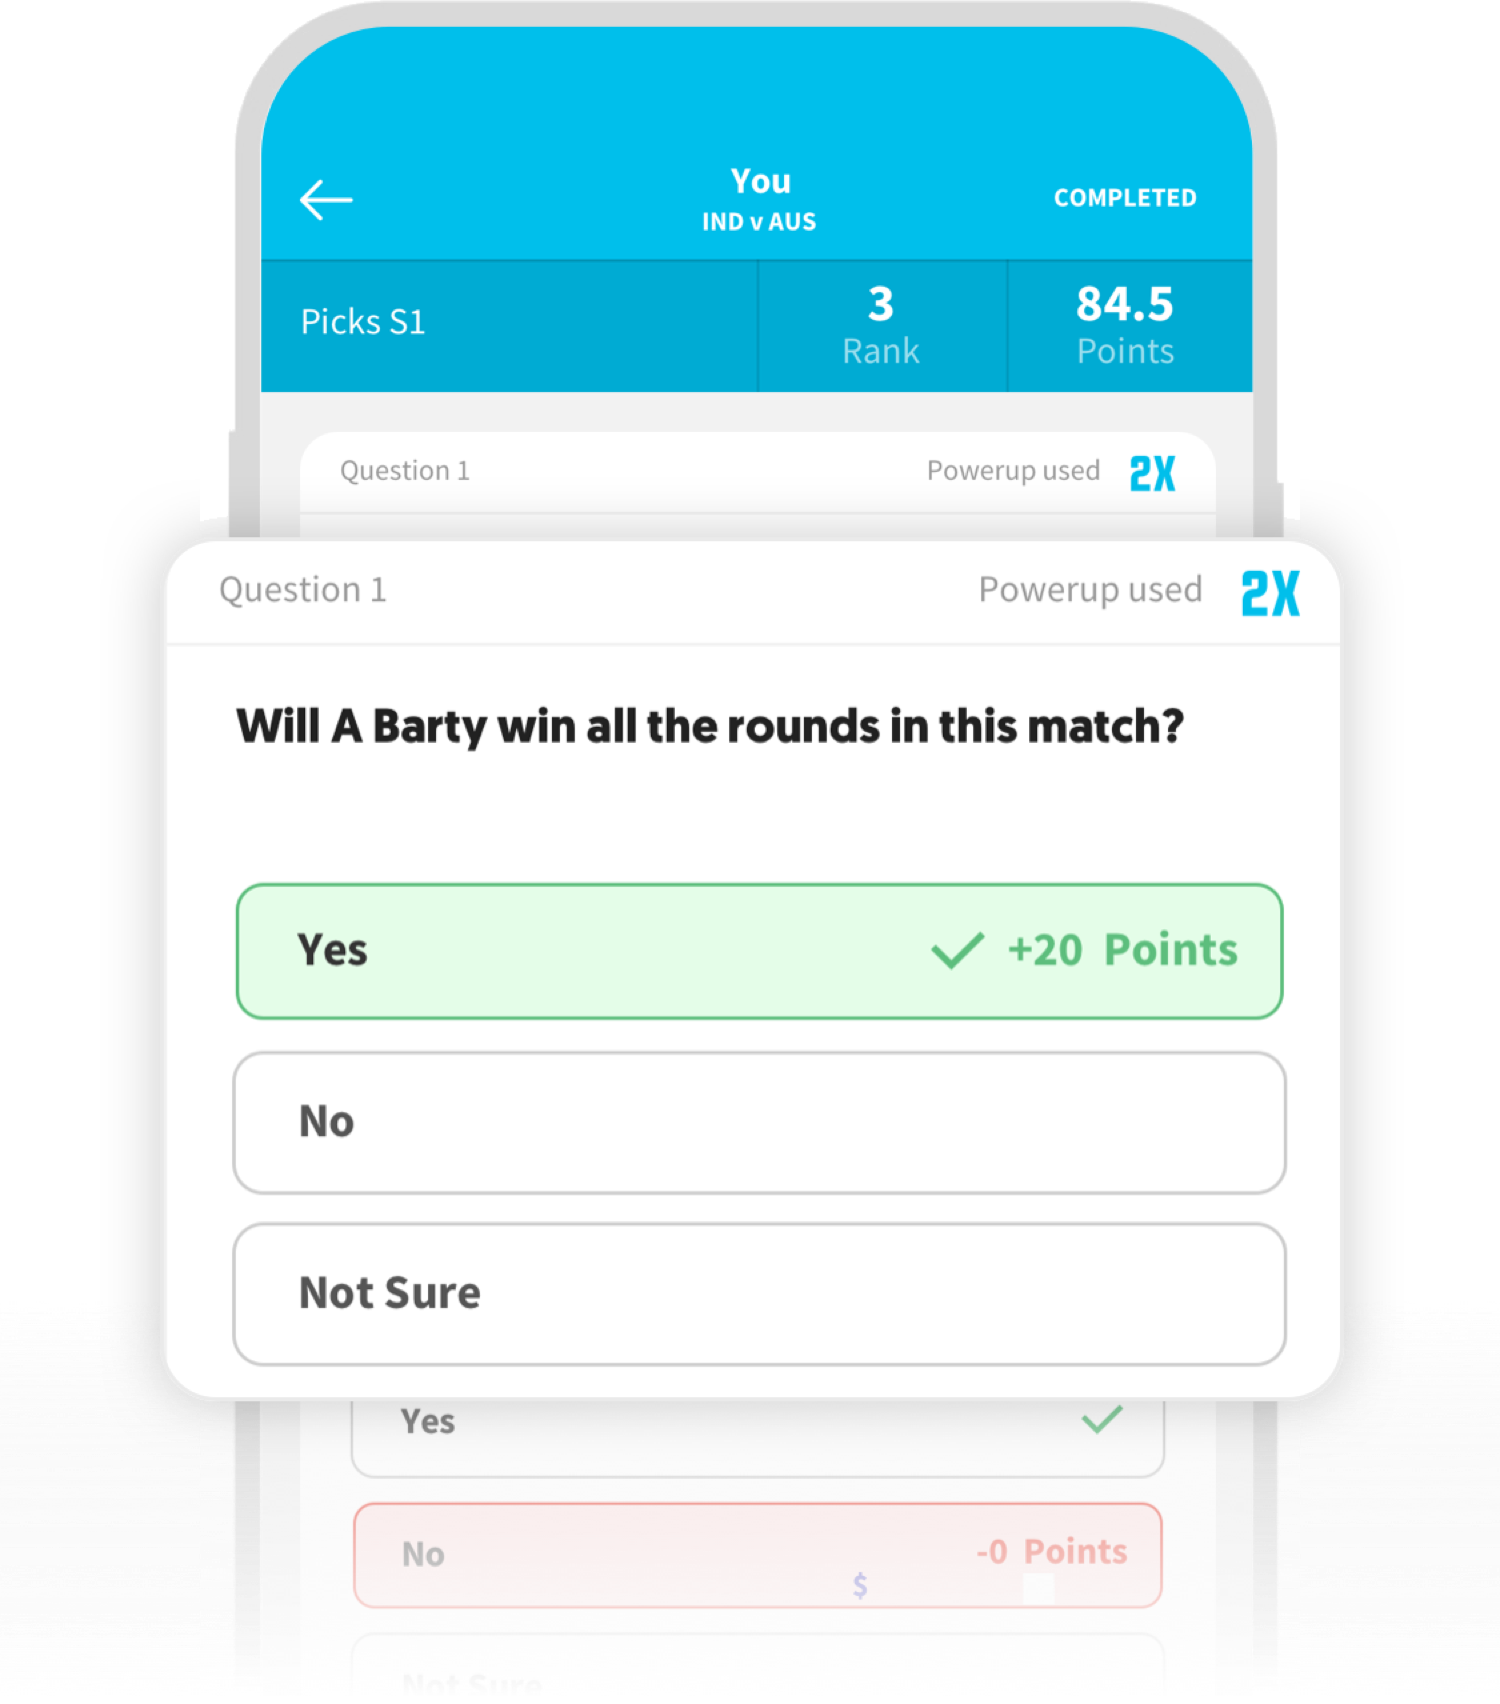 You
IND v AUS
COMPLETED
Picks S1
3
Rank
84.5
Points
Question 1
Powerup used 2X
Question 1
Powerup used 2X
Will A Barty win all the rounds in this match?
Yes
+20 Points
No
Not Sure
Yes
No
-0 Points
$
Not Sure